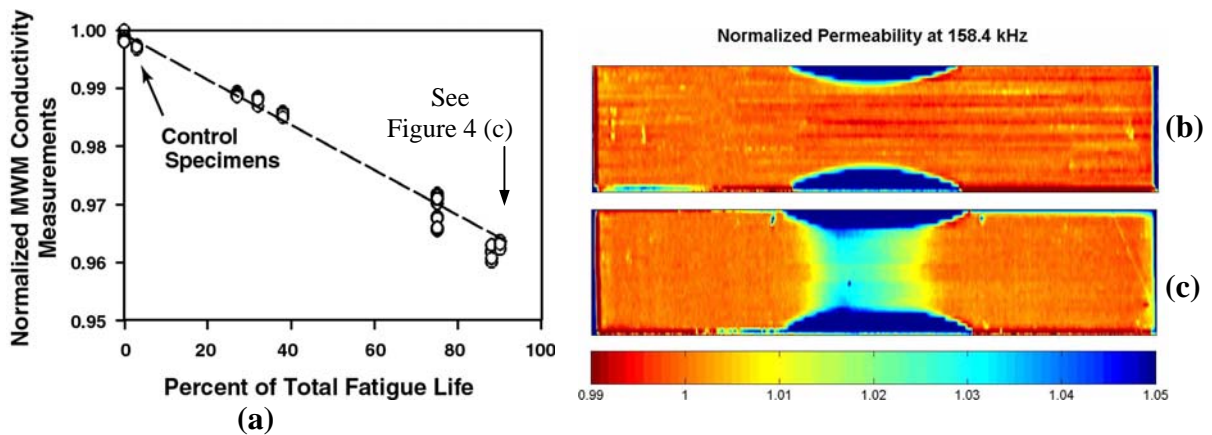 (a)
1.00
0.99
0.98
0.97
0.96
0.95
Normalized MWM Conductivity
Measurements
Control
Specimens
See
Figure 4 (c)
0
20
40
60
80
100
Percent of Total Fatigue Life
(a)
Normalized Permeability at 158.4 kHz
(b)
(c)
0.99
1
1.01
1.02
1.03
1.04
1.05